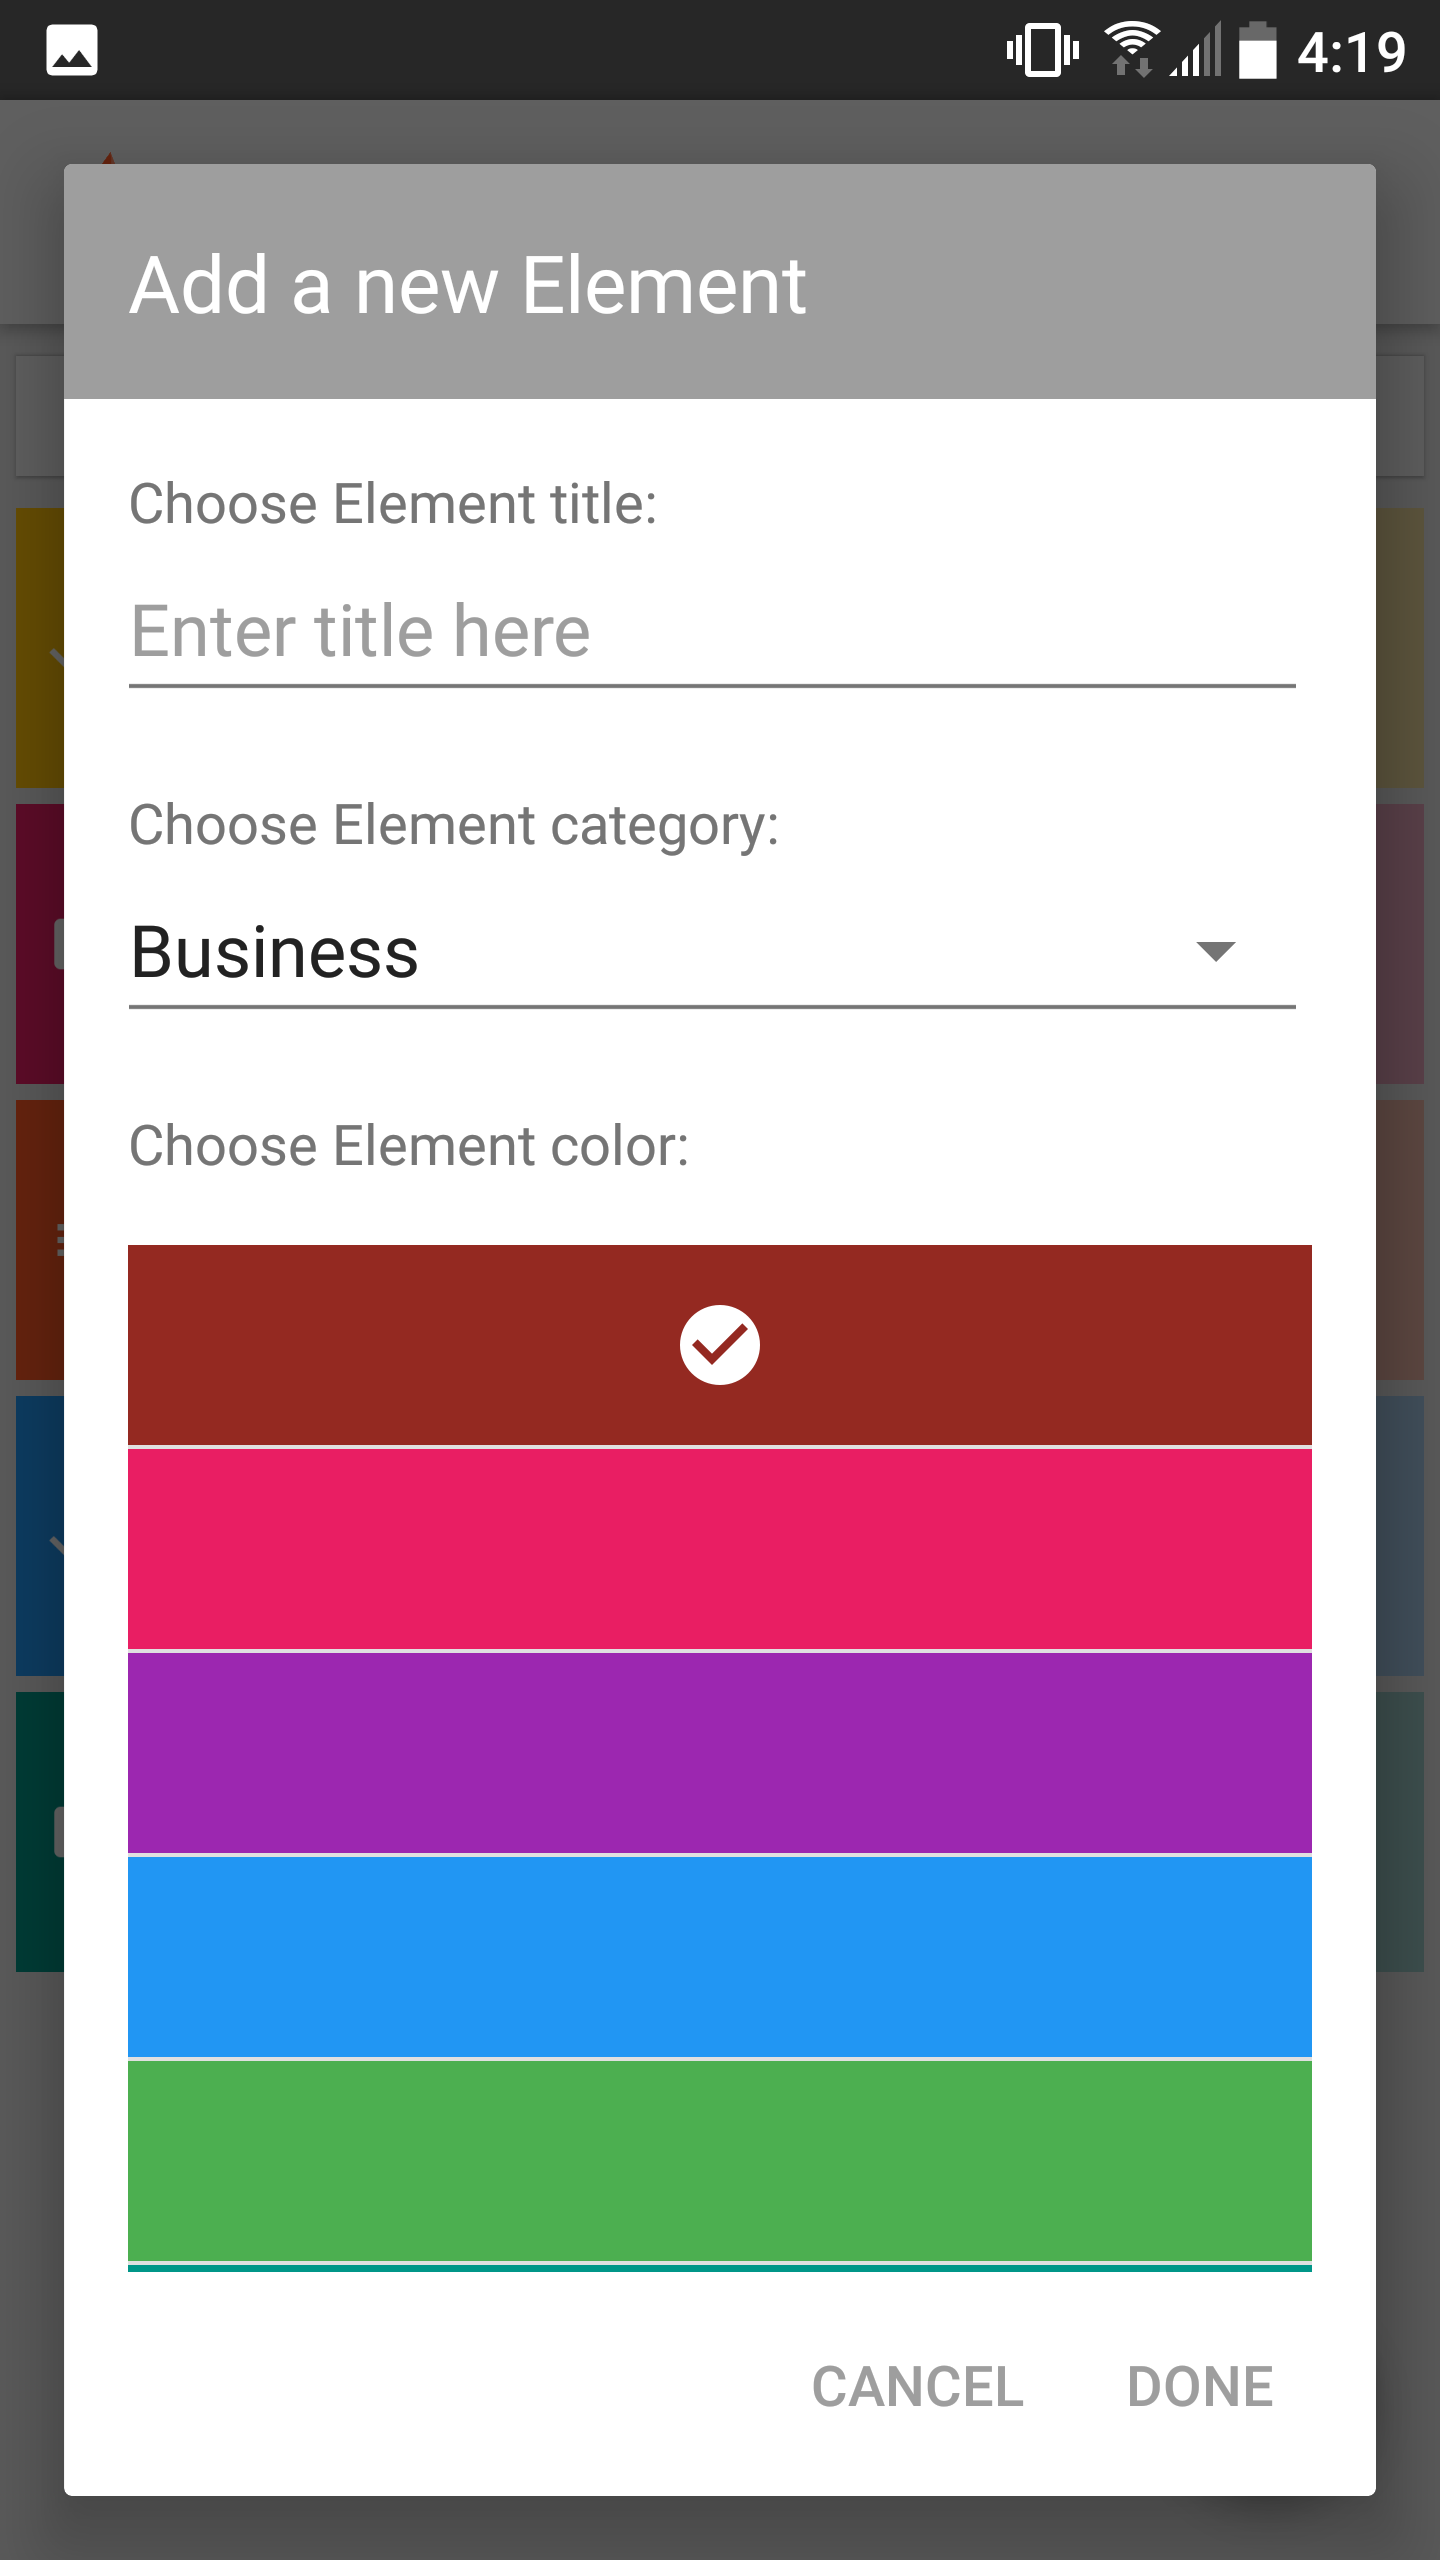 4:19
Add a new Element
Choose Element title:
Enter title here
Choose Element category:
Business
Choose Element color:
CANCEL DONE